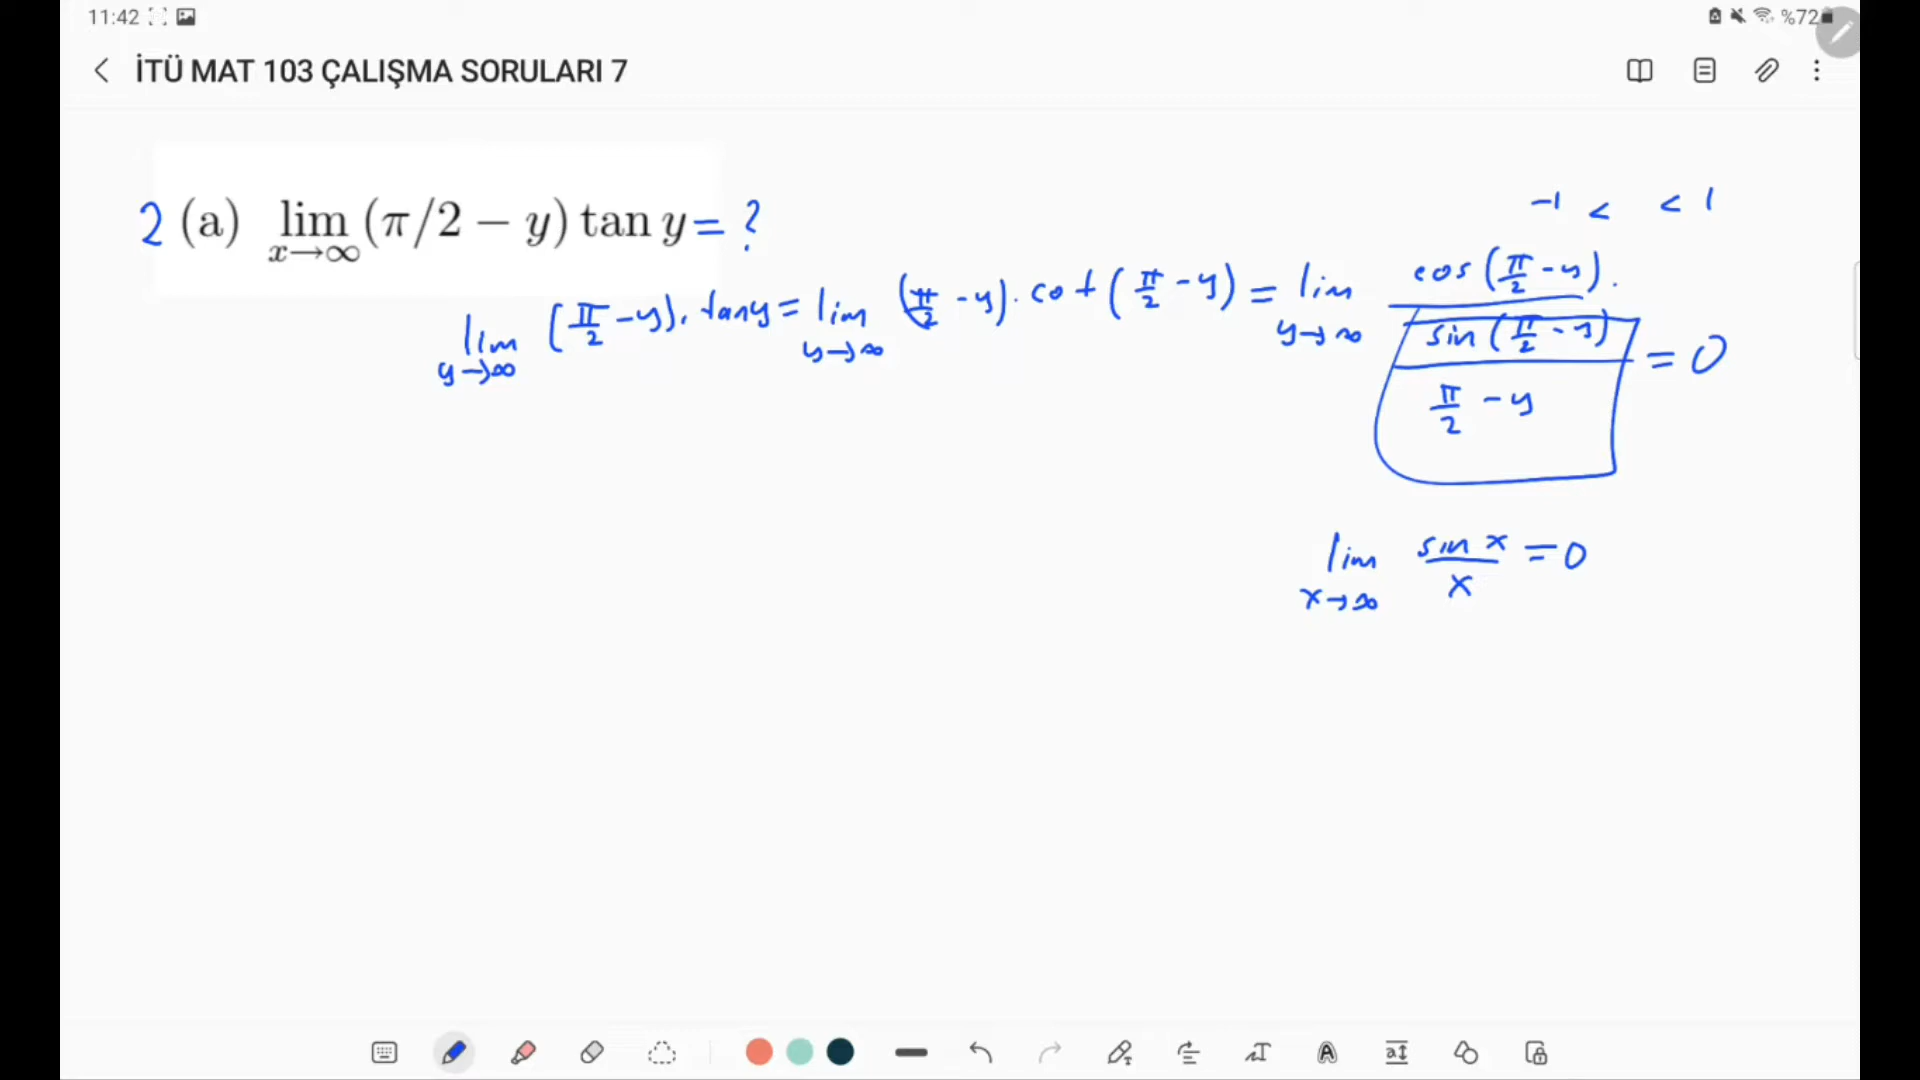 11:42
%72
İTÜ MAT 103 ÇALIŞMA SORULARI 7
2 (a) lim x→∞ (π/2 − y) tan y = ?
-1 < < 1
lim y→∞ (π/2 - y). tany = lim y→∞ (π/2 - y). cot (π/2 - y) = lim y→∞ cos (π/2 - y). / sin (π/2 - y) / π/2 - y = 0
lim x→∞ sin x / x = 0